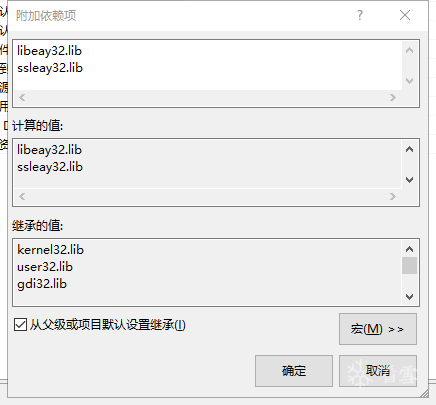 附加依赖项
? ×
libeay32.lib
ssleay32.lib
计算的值:
libeay32.lib
ssleay32.lib
继承的值:
kernel32.lib
user32.lib
gdi32.lib
从父级或项目默认设置继承(I)
宏(M) >>
确定
取消
看雪